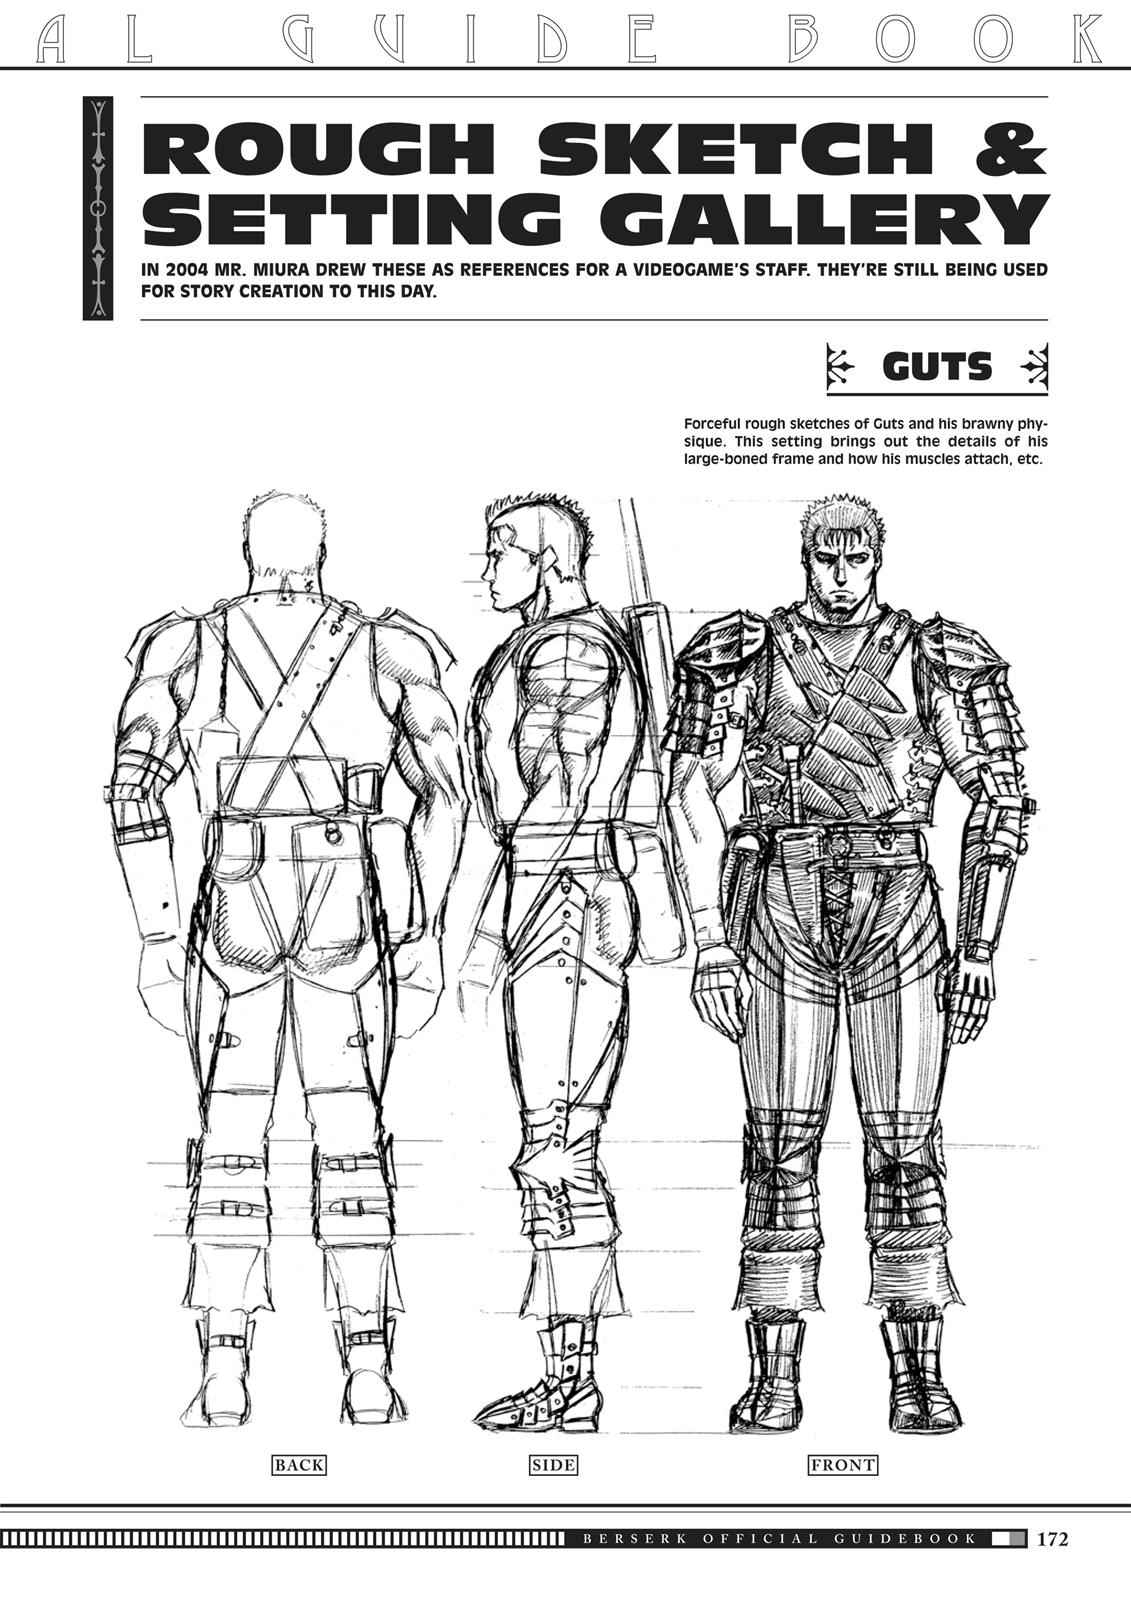 AL GUIDE BOOK
ROUGH SKETCH &
SETTING GALLERY
IN 2004 MR. MIURA DREW THESE AS REFERENCES FOR A VIDEOGAME'S STAFF. THEY'RE STILL BEING USED
FOR STORY CREATION TO THIS DAY.
GUTS
Forceful rough sketches of Guts and his brawny phy-
sique. This setting brings out the details of his
large-boned frame and how his muscles attach, etc.
BACK
SIDE
FRONT
BERSERK OFFICIAL GUIDEBOOK
172